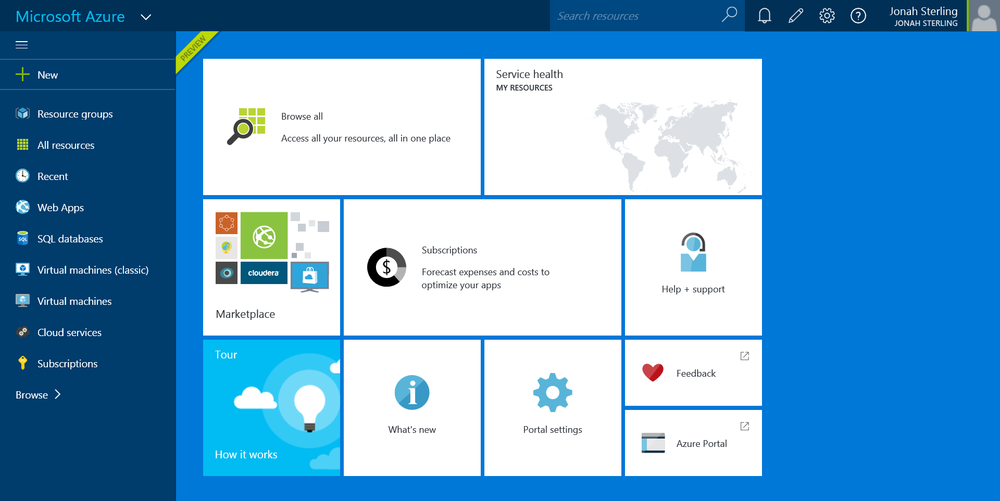 Microsoft Azure
Search resources
Jonah Sterling
JONAH STERLING
PREVIEW
New
Resource groups
All resources
Recent
Web Apps
SQL
SQL databases
Virtual machines (classic)
Virtual machines
Cloud services
Subscriptions
Browse
Browse all
Access all your resources, all in one place
Service health
MY RESOURCES
cloudera
Marketplace
$
Subscriptions
Forecast expenses and costs to
optimize your apps
Help + support
Tour
How it works
What's new
Portal settings
Feedback
Azure Portal